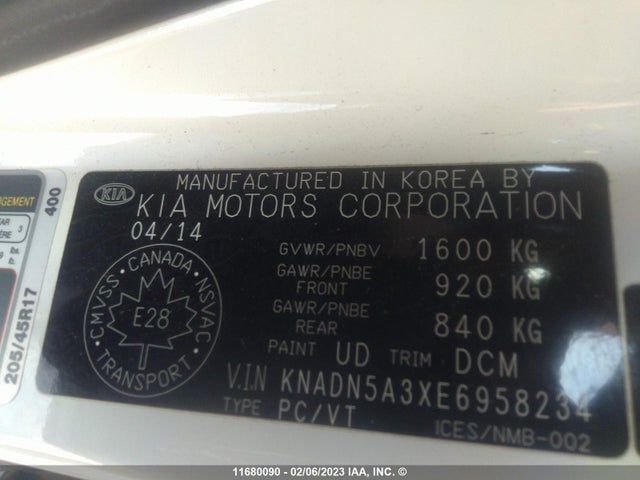 MANUFACTURED IN KOREA BY
KIA KIA MOTORS CORPORATION
04/14
GVWR/PNBV 1600 KG
GAWR/PNBE
FRONT 920 KG
GAWR/PNBE
REAR 840 KG
PAINT UD TRIM DCM
V.I.N KNADN5A3XE6958234
TYPE PC/VT
ICES/NMB-002
CANADA
CMVSS NSVAC
E28
TRANSPORT
400
3
205/45R17
11680090 - 02/06/2023 IAA, INC. ©